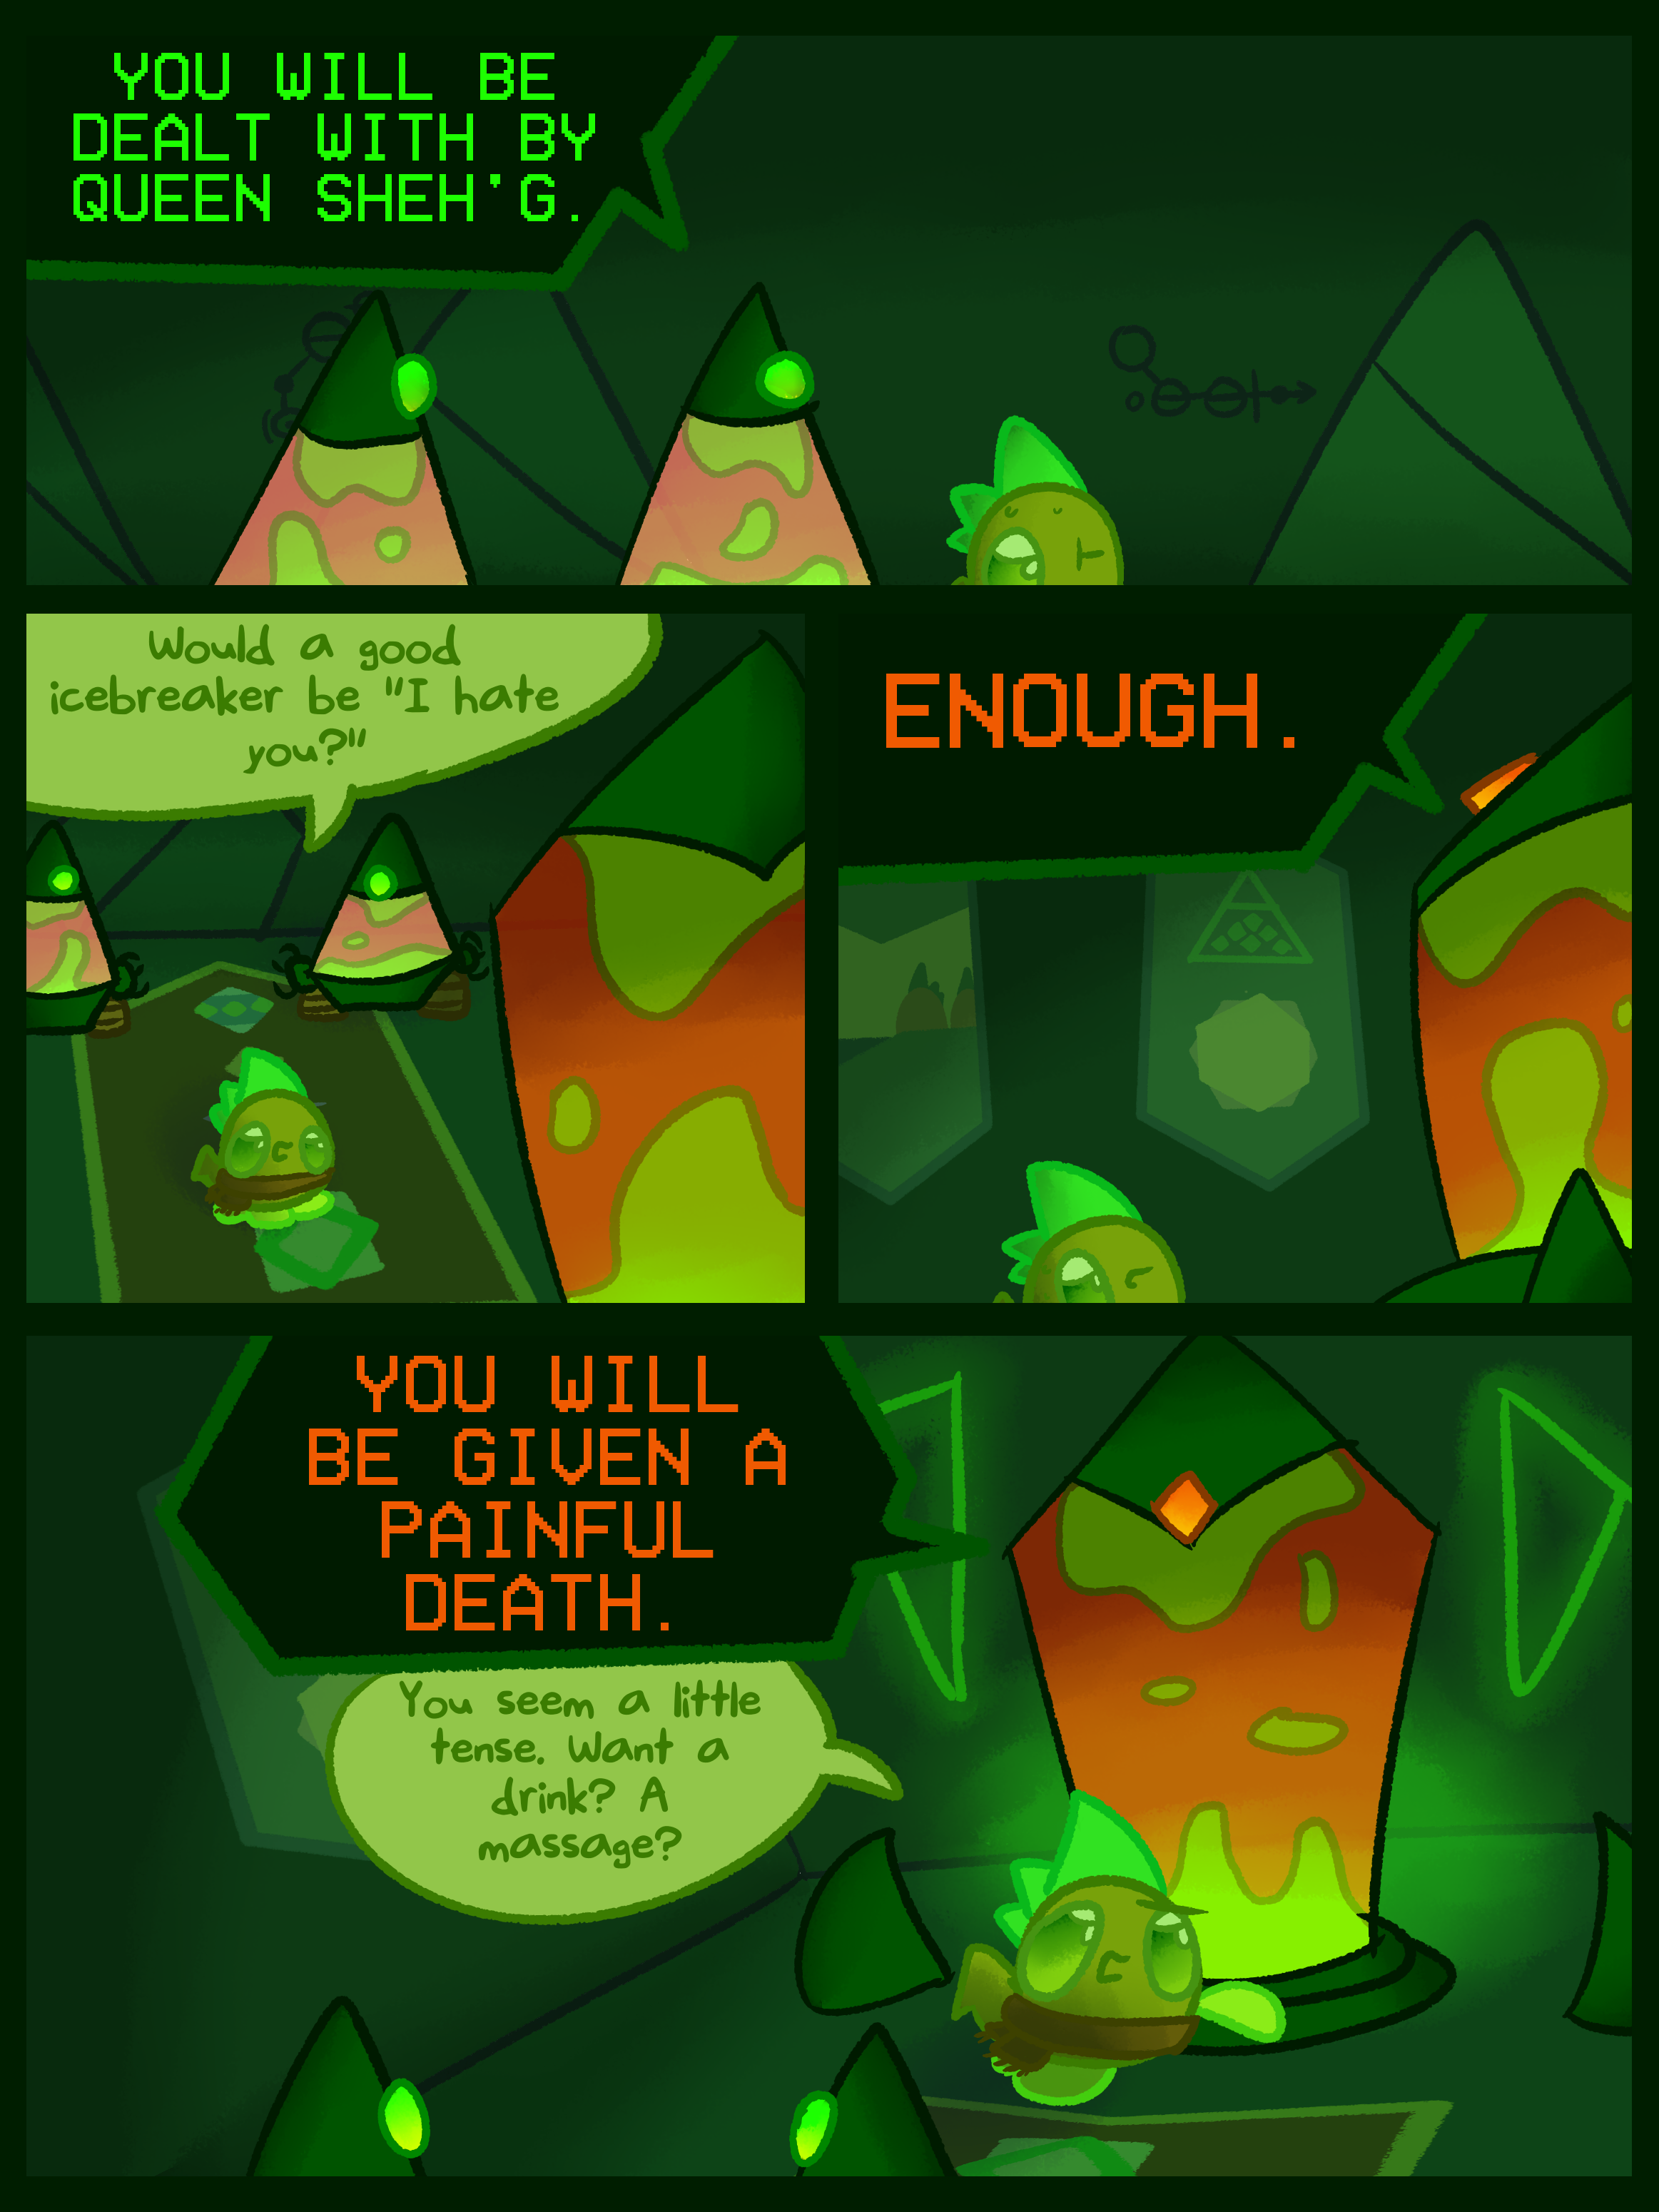 YOU WILL BE
DEALT WITH BY
QUEEN SHEH'G.
Would a good
icebreaker be "I hate
you?"
ENOUGH.
YOU WILL
BE GIVEN A
PAINFUL
DEATH.
You seem a little
tense. Want a
drink? A
massage?